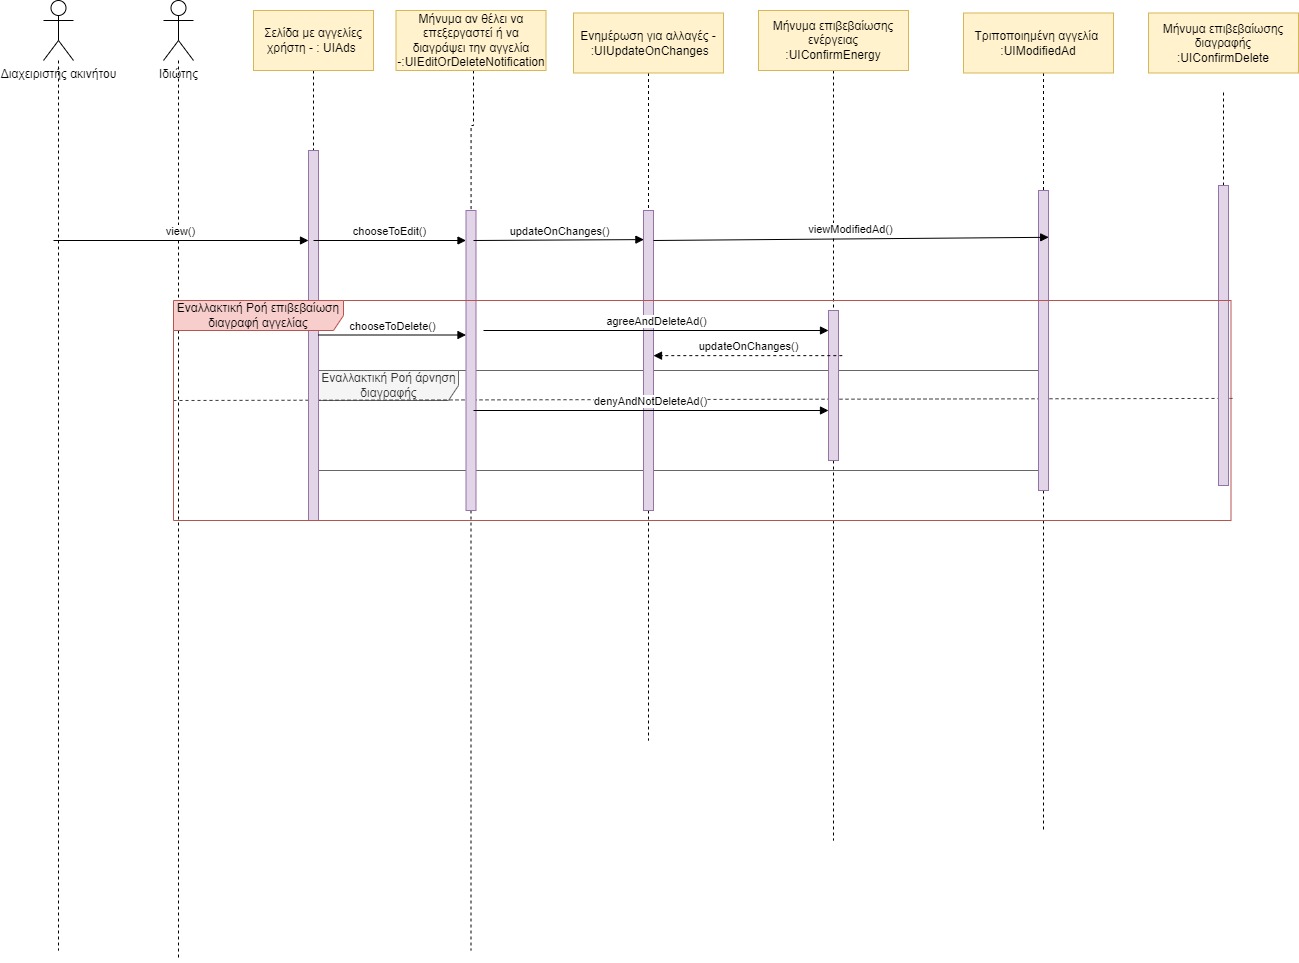 Διαχειριστής ακινήτου
Ιδιώτης
Σελίδα με αγγελίες
χρήστη - : UIAds
Μήνυμα αν θέλει να
επεξεργαστεί ή να
διαγράψει την αγγελία
-:UIEditOrDeleteNotification
Ενημέρωση για αλλαγές -
:UIUpdateOnChanges
Μήνυμα επιβεβαίωσης
ενέργειας
:UIConfirmEnergy
Τριποποιημένη αγγελία
:UIModifiedAd
Μήνυμα επιβεβαίωσης
διαγραφής
:UIConfirmDelete
view()
chooseToEdit()
updateOnChanges()
viewModifiedAd()
Εναλλακτική Ροή επιβεβαίωση
διαγραφή αγγελίας
chooseToDelete()
agreeAndDeleteAd()
updateOnChanges()
Εναλλακτική Ροή άρνηση
διαγραφής
denyAndNotDeleteAd()